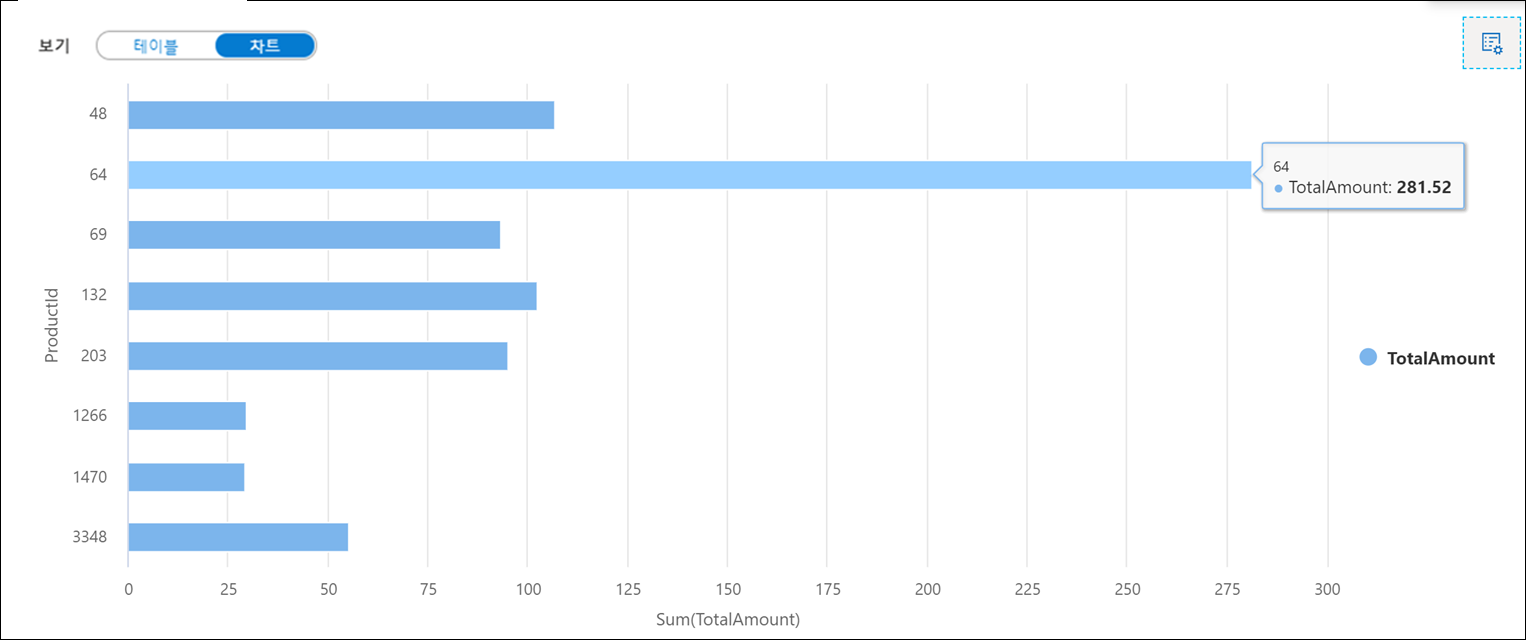 보기 테이블 차트
48
64
64
TotalAmount: 281.52
69
132
203
1266
1470
3348
ProductId
TotalAmount
0 25 50 75 100 125 150 175 200 225 250 275 300
Sum(TotalAmount)